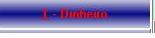 1 - Dinheiro